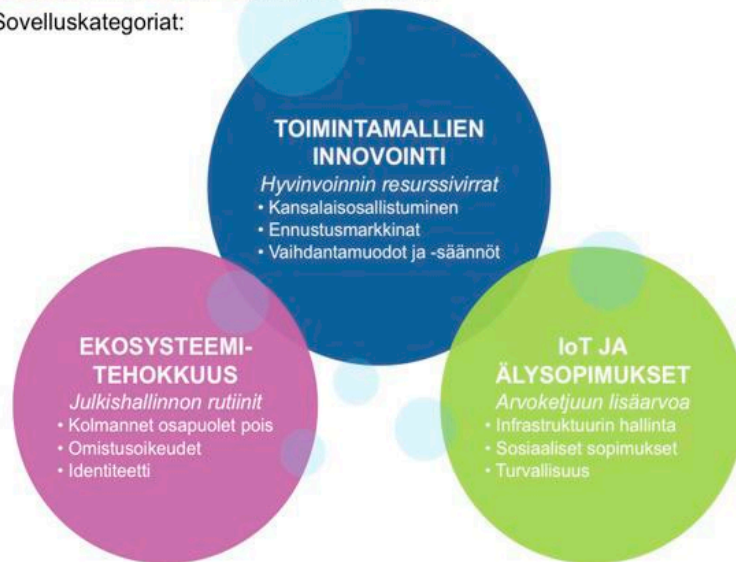 Sovelluskategoriat:
TOIMINTAMALLIEN
INNOVOINTI
Hyvinvoinnin resurssivirrat
• Kansalaisosallistuminen
• Ennustusmarkkinat
• Vaihdantamuodot ja -säännöt
EKOSYSTEEMI-
TEHOKKUUS
Julkishallinnon rutiinit
• Kolmannet osapuolet pois
• Omistusoikeudet
• Identiteetti
IoT JA
ÄLYSOPIMUKSET
Arvoketjuun lisäarvoa
• Infrastruktuurin hallinta
• Sosiaaliset sopimukset
• Turvallisuus